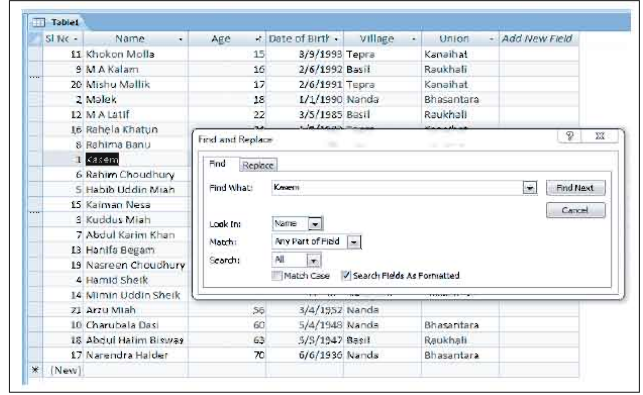 Table1
Sl No Name Age Date of Birth Village Union Add New Field
11 Khokon Molla 15 3/9/1993 Tepra Kanaihat
9 M A Kalam 16 2/6/1992 Basil Raukhali
20 Mishu Mallik 17 2/6/1991 Tepra Kanaihat
2 Malek 18 1/1/1990 Nanda Bhasantara
12 M A Latif 22 3/5/1985 Basil Raukhali
16 Rahela Khatun
8 Rahima Banu
1 Kasem
6 Rahim Choudhury
5 Habib Uddin Miah
15 Kaiman Nesa
3 Kuddus Miah
7 Abdul Karim Khan
13 Hanifa Begam
19 Nasreen Choudhury
4 Hamid Sheik
14 Mimin Uddin Sheik
21 Arzu Miah 56 3/4/1952 Nanda
10 Charubala Dasi 60 5/4/1948 Nanda Bhasantara
18 Abdul Halim Biswas 63 5/5/1947 Basil Raukhali
17 Narendra Halder 70 6/6/1936 Nanda Bhasantara
(New)
Find and Replace
Find Replace
Find What: Kasem Find Next
Cancel
Look In: Name
Match: Any Part of Field
Search: All
Match Case Search Fields As Formatted